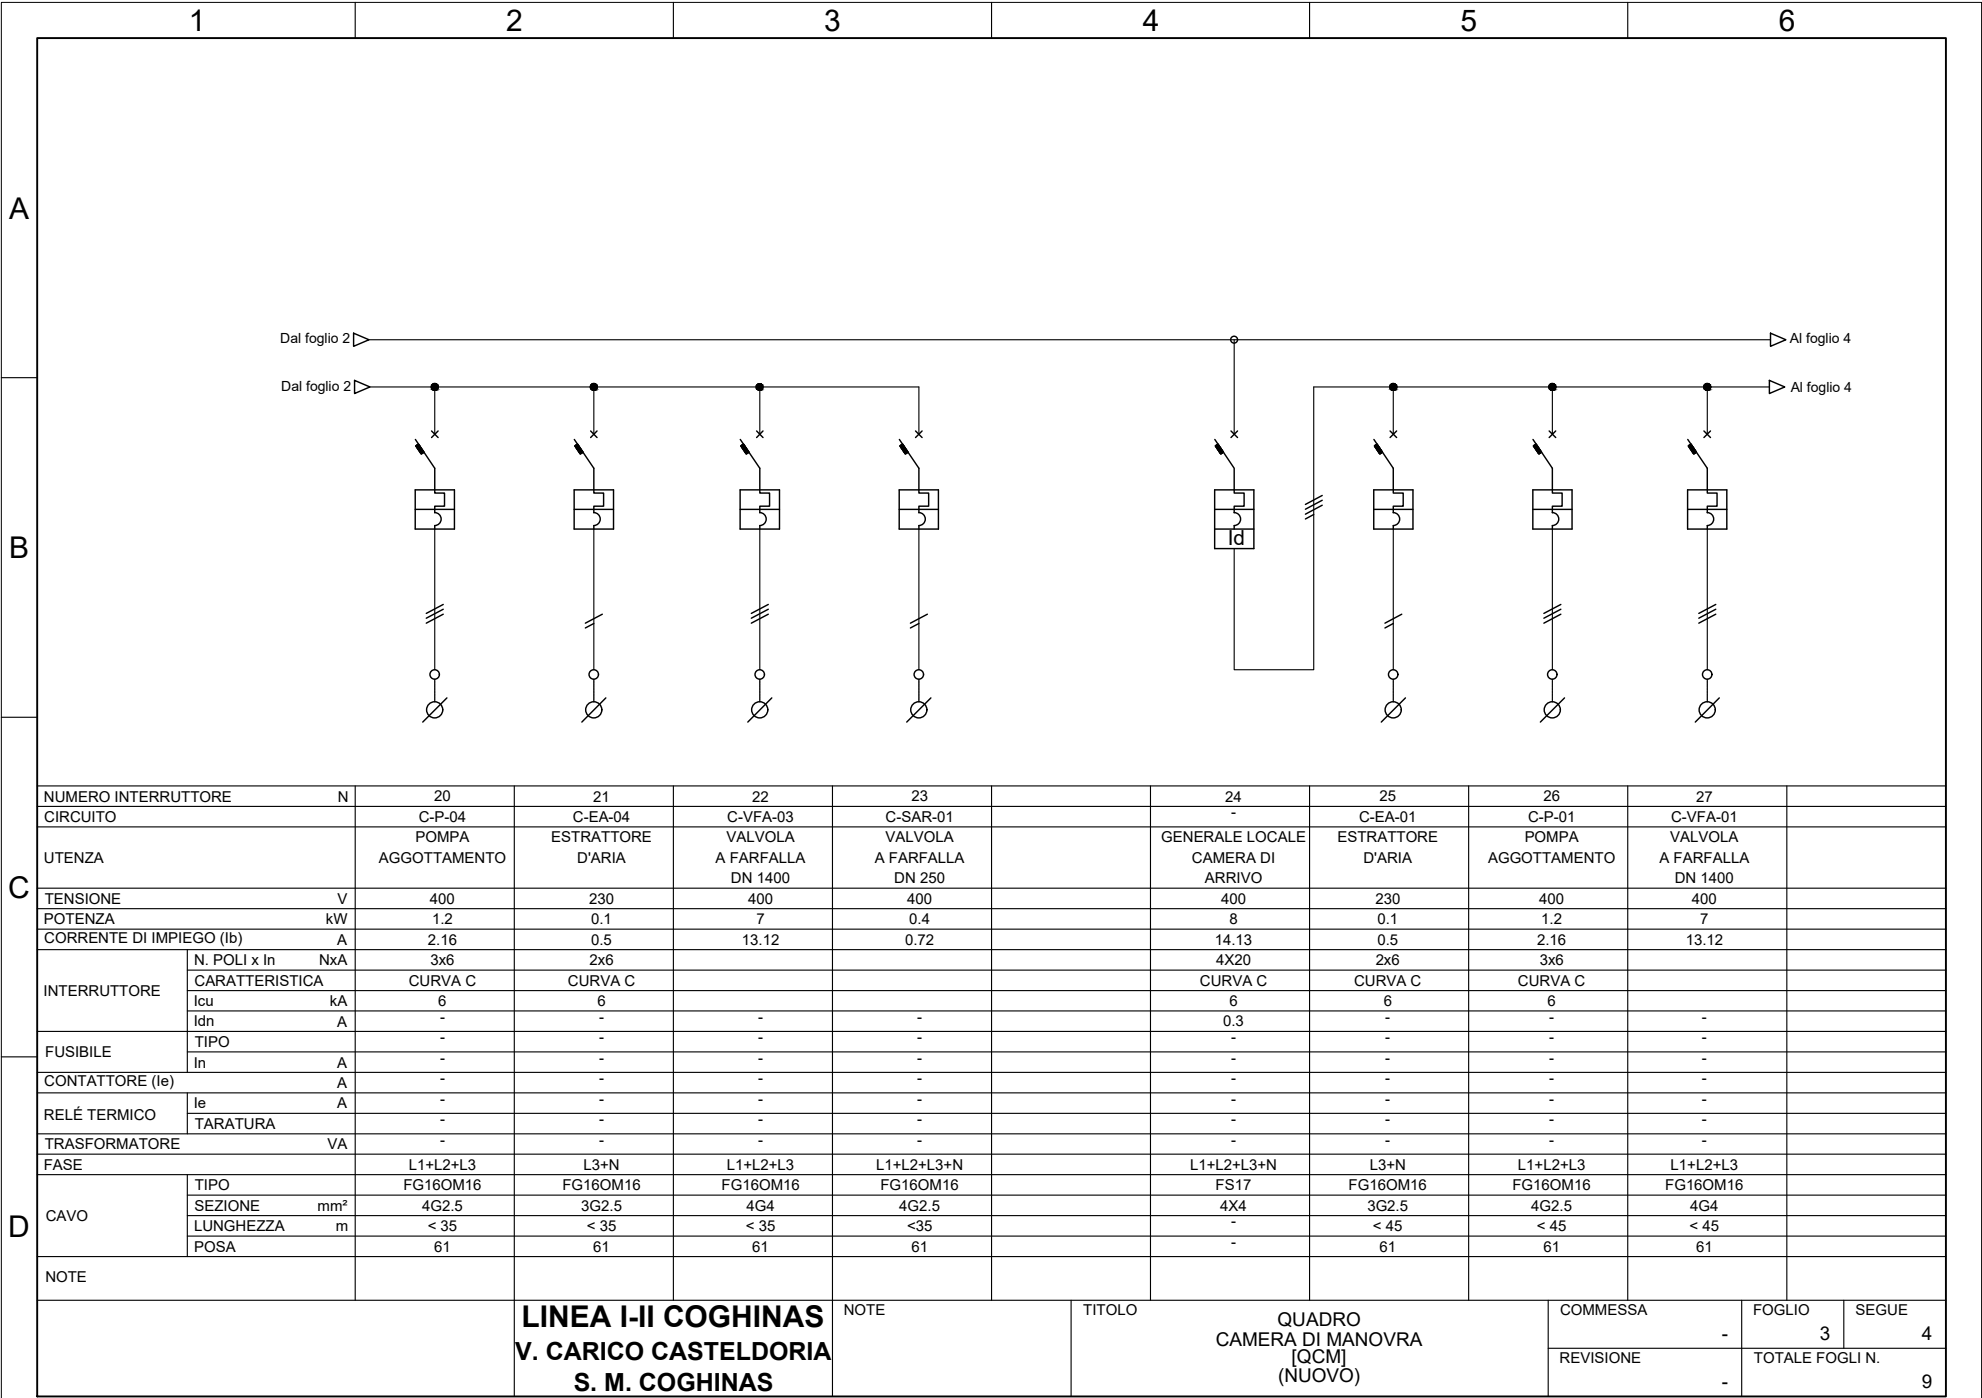 1 2 3 4 5 6
A
B
C
D
Dal foglio 2 Al foglio 4
Dal foglio 2 Al foglio 4
Id
NUMERO INTERRUTTORE N 20 21 22 23 24 25 26 27
CIRCUITO C-P-04 C-EA-04 C-VFA-03 C-SAR-01 - C-EA-01 C-P-01 C-VFA-01
UTENZA
POMPA ESTRATTORE VALVOLA VALVOLA GENERALE LOCALE ESTRATTORE POMPA VALVOLA
AGGOTTAMENTO D'ARIA A FARFALLA A FARFALLA CAMERA DI D'ARIA AGGOTTAMENTO A FARFALLA
DN 1400 DN 250 ARRIVO DN 1400
TENSIONE V 400 230 400 400 400 230 400 400
POTENZA kW 1.2 0.1 7 0.4 8 0.1 1.2 7
CORRENTE DI IMPIEGO (Ib) A 2.16 0.5 13.12 0.72 14.13 0.5 2.16 13.12
INTERRUTTORE
N. POLI x In NxA 3x6 2x6 4X20 2x6 3x6
CARATTERISTICA CURVA C CURVA C CURVA C CURVA C CURVA C
Icu kA 6 6 6 6 6
Idn A - - - - 0.3 - - -
FUSIBILE
TIPO - - - - - - - -
In A - - - - - - - -
CONTATTORE (Ie) A - - - - - - - -
RELÉ TERMICO
Ie A - - - - - - - -
TARATURA - - - - - - - -
TRASFORMATORE VA - - - - - - - -
FASE L1+L2+L3 L3+N L1+L2+L3 L1+L2+L3+N L1+L2+L3+N L3+N L1+L2+L3 L1+L2+L3
CAVO
TIPO FG16OM16 FG16OM16 FG16OM16 FG16OM16 FS17 FG16OM16 FG16OM16 FG16OM16
SEZIONE mm² 4G2.5 3G2.5 4G4 4G2.5 4X4 3G2.5 4G2.5 4G4
LUNGHEZZA m < 35 < 35 < 35 <35 - < 45 < 45 < 45
POSA 61 61 61 61 - 61 61 61
NOTE
LINEA I-II COGHINAS
V. CARICO CASTELDORIA
S. M. COGHINAS
NOTE
TITOLO
QUADRO
CAMERA DI MANOVRA
[QCM]
(NUOVO)
COMMESSA
-
FOGLIO
3
SEGUE
4
REVISIONE
-
TOTALE FOGLI N.
9